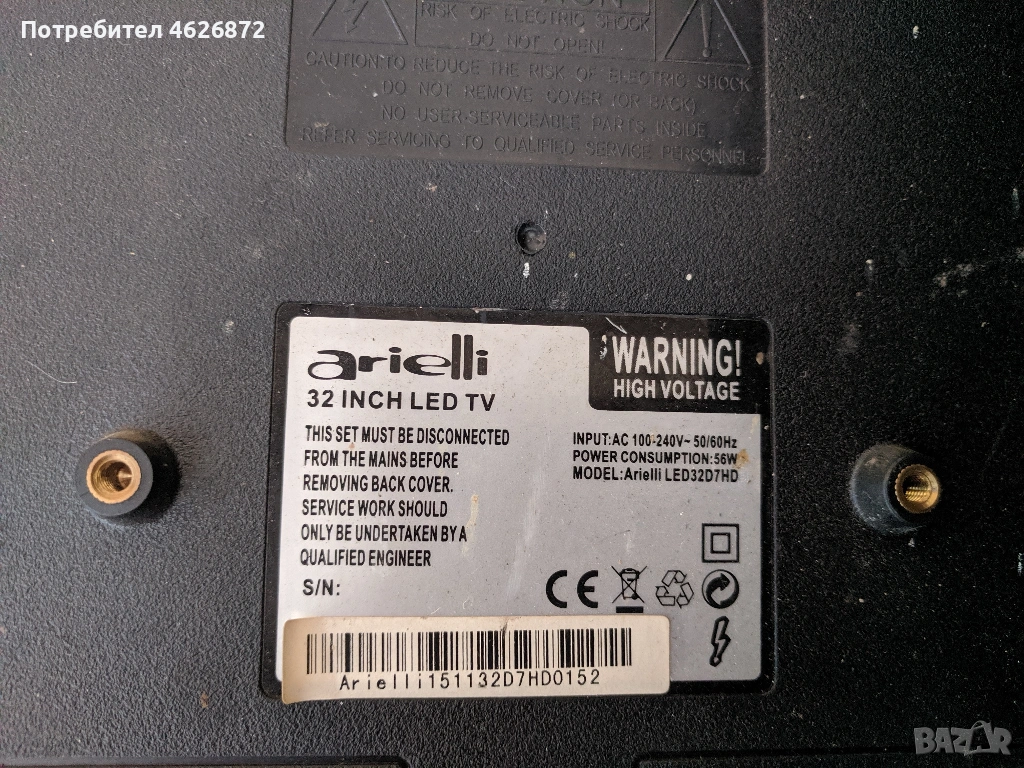 Потребител 4626872
RISK OF ELECTRIC SHOCK
DO NOT OPEN!
CAUTION TO REDUCE THE RISK OF ELECTRIC SHOCK
DO NOT REMOVE COVER (OR BACK)
NO USER-SERVICEABLE PARTS INSIDE
REFER SERVICING TO QUALIFIED SERVICE PERSONNEL
arielli
32 INCH LED TV
WARNING!
HIGH VOLTAGE
THIS SET MUST BE DISCONNECTED
FROM THE MAINS BEFORE
REMOVING BACK COVER.
SERVICE WORK SHOULD
ONLY BE UNDERTAKEN BY A
QUALIFIED ENGINEER
INPUT:AC 100-240V~ 50/60Hz
POWER CONSUMPTION:56W
MODEL:Arielli LED32D7HD
S/N:
CE
Arielli151132D7HD0152
BAZAR